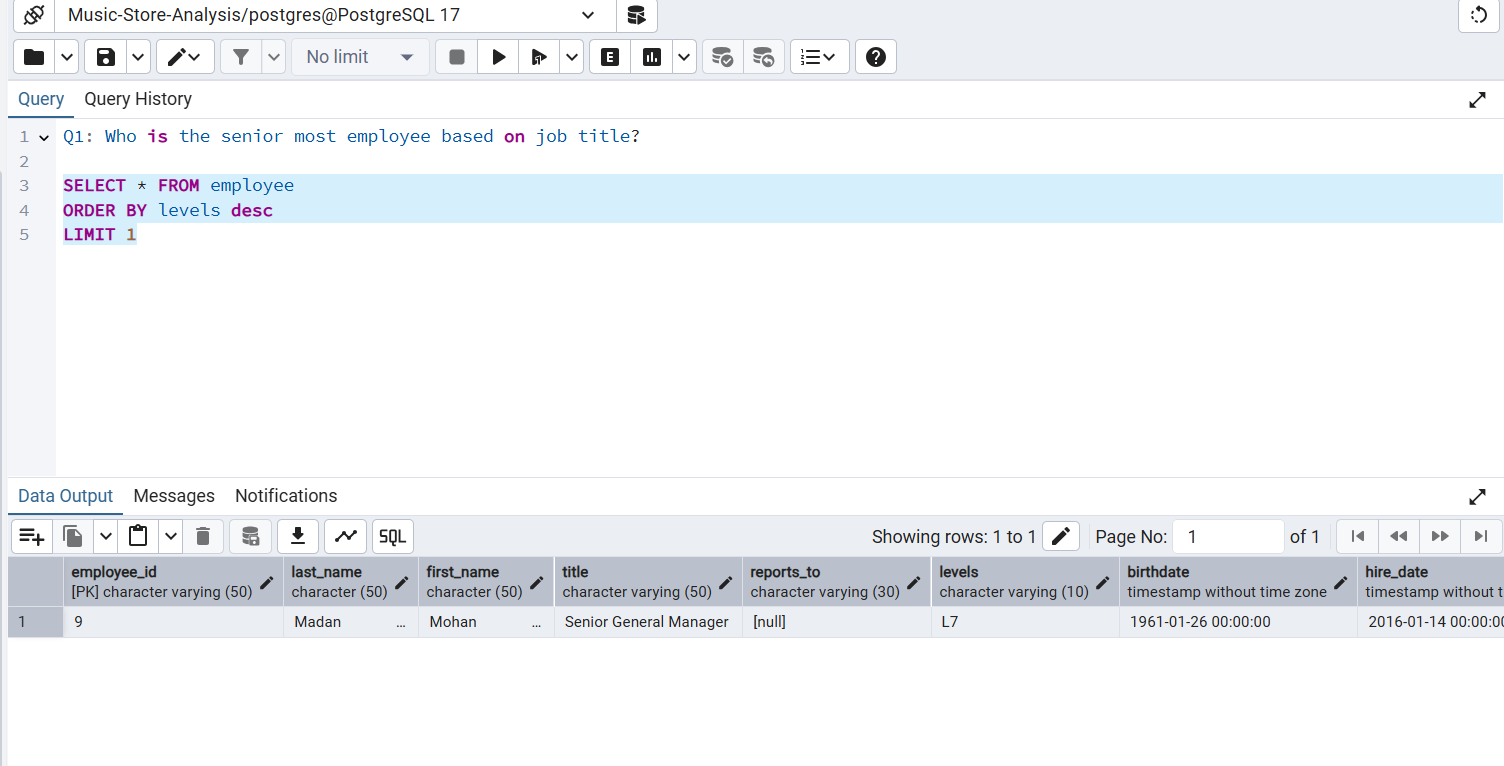 Music-Store-Analysis/postgres@PostgreSQL 17
No limit
E
Query Query History
1 Q1: Who is the senior most employee based on job title?
2
3 SELECT * FROM employee
4 ORDER BY levels desc
5 LIMIT 1
Data Output Messages Notifications
SQL Showing rows: 1 to 1 Page No: 1 of 1
employee_id last_name first_name title reports_to levels birthdate hire_date
[PK] character varying (50) character (50) character (50) character varying (50) character varying (30) character varying (10) timestamp without time zone timestamp without t
1 9 Madan ... Mohan ... Senior General Manager [null] L7 1961-01-26 00:00:00 2016-01-14 00:00:00